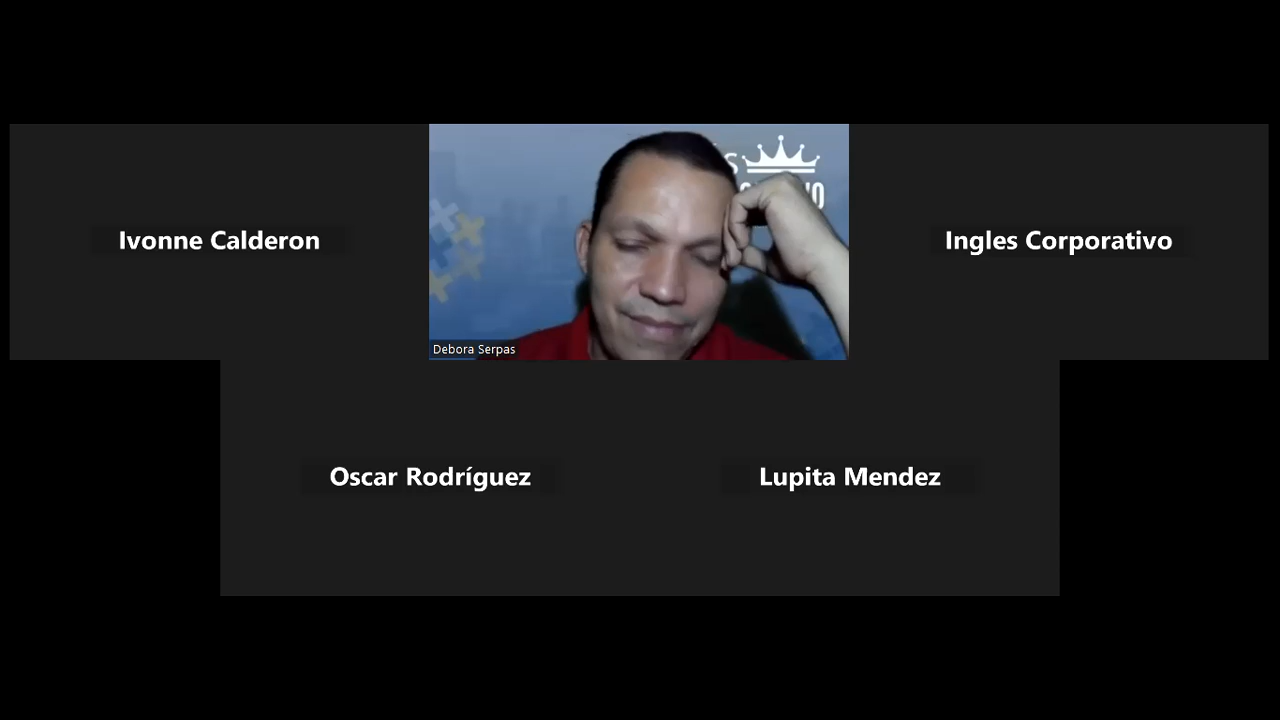 Ivonne Calderon
Debora Serpas
Ingles Corporativo
Oscar Rodríguez
Lupita Mendez